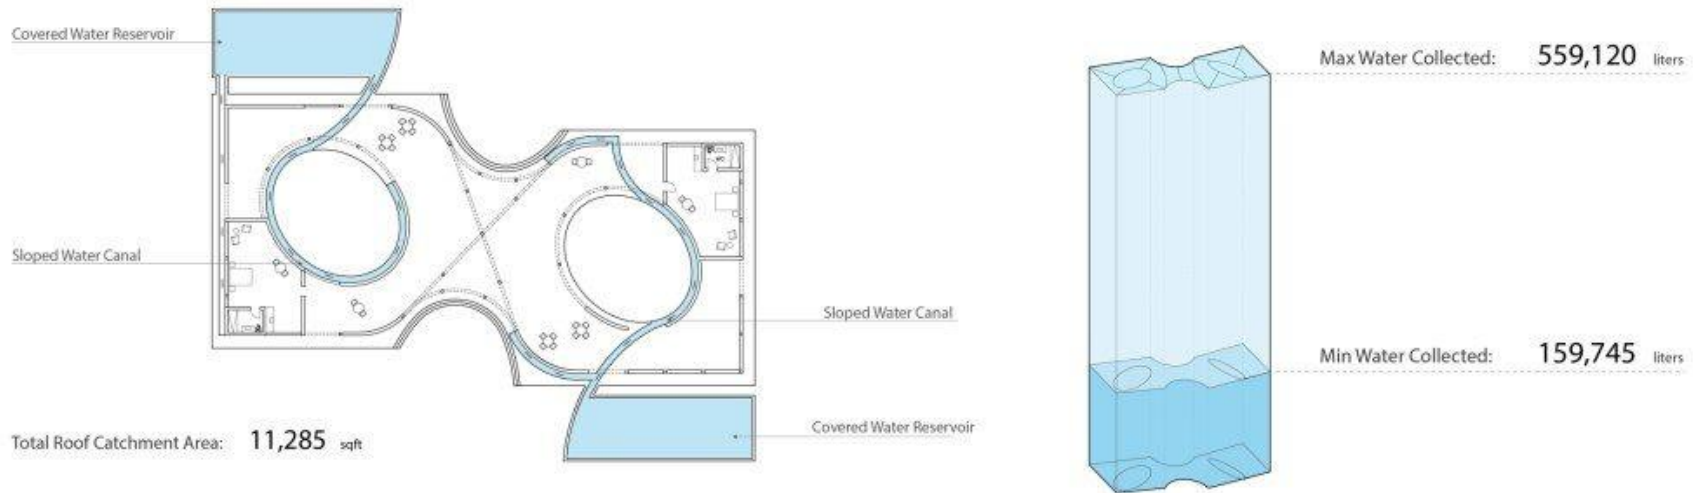 Covered Water Reservoir
Sloped Water Canal
Total Roof Catchment Area: 11,285 sqft
Sloped Water Canal
Covered Water Reservoir
Max Water Collected: 559,120 liters
Min Water Collected: 159,745 liters